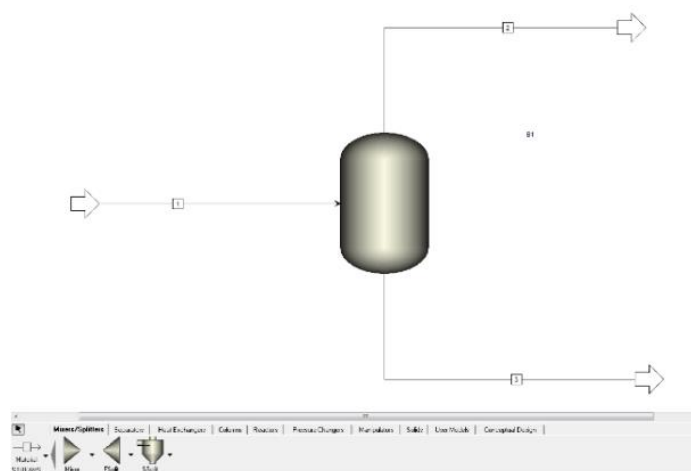 2
B1
1
3
Mixers/Splitters | Separators | Heat Exchangers | Columns | Reactors | Pressure Changers | Manipulators | Solids | User Models | Conceptual Design |
Material
STREAMS Mixer FSplit SSplit